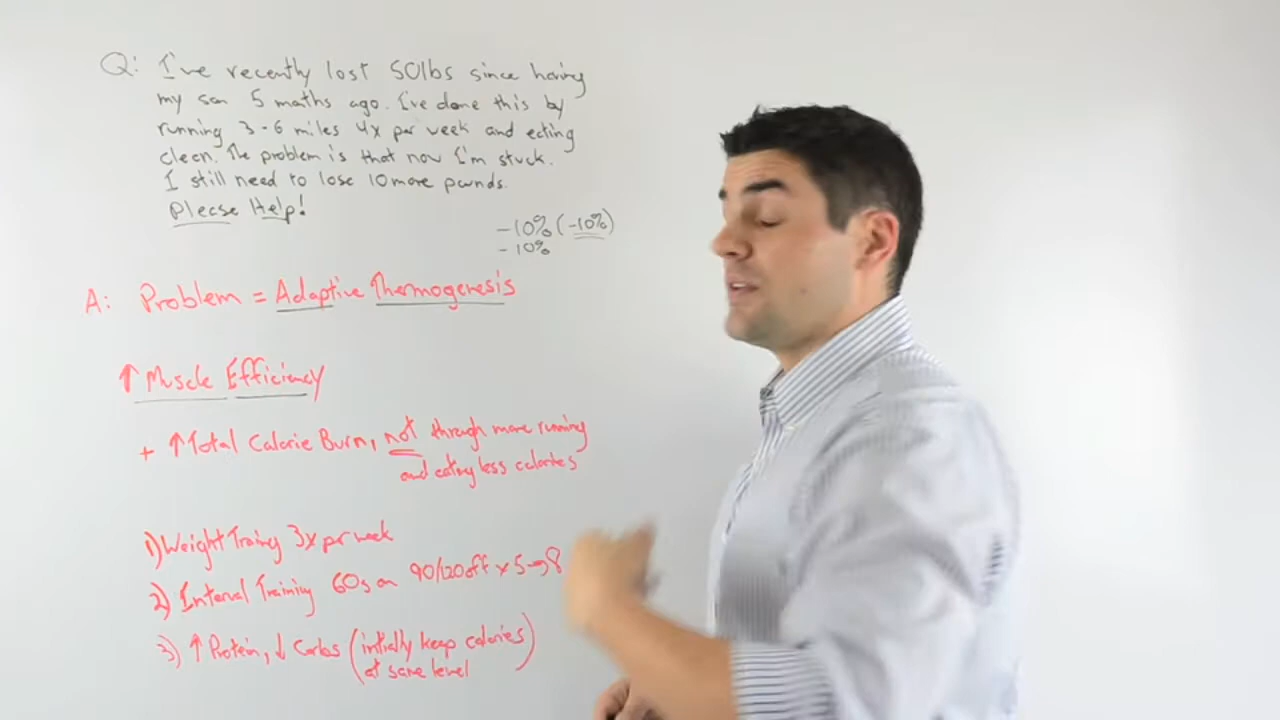 Q: I've recently lost 50lbs since having
my son 5 months ago. I've done this by
running 3-6 miles 4x per week and eating
clean. The problem is that now I'm stuck.
I still need to lose 10 more pounds.
Please Help!
-10% (-10%)
-10%
A: Problem = Adaptive Thermogenesis
↑ Muscle Efficiency
+ ↑Total Calorie Burn, not through more running
and eating less calories
1) Weight Training 3x per week
2) Interval Training 60s on 90/120 off x 5→8
3) ↑ Protein, ↓ Carbs (initially keep calories
at same level)